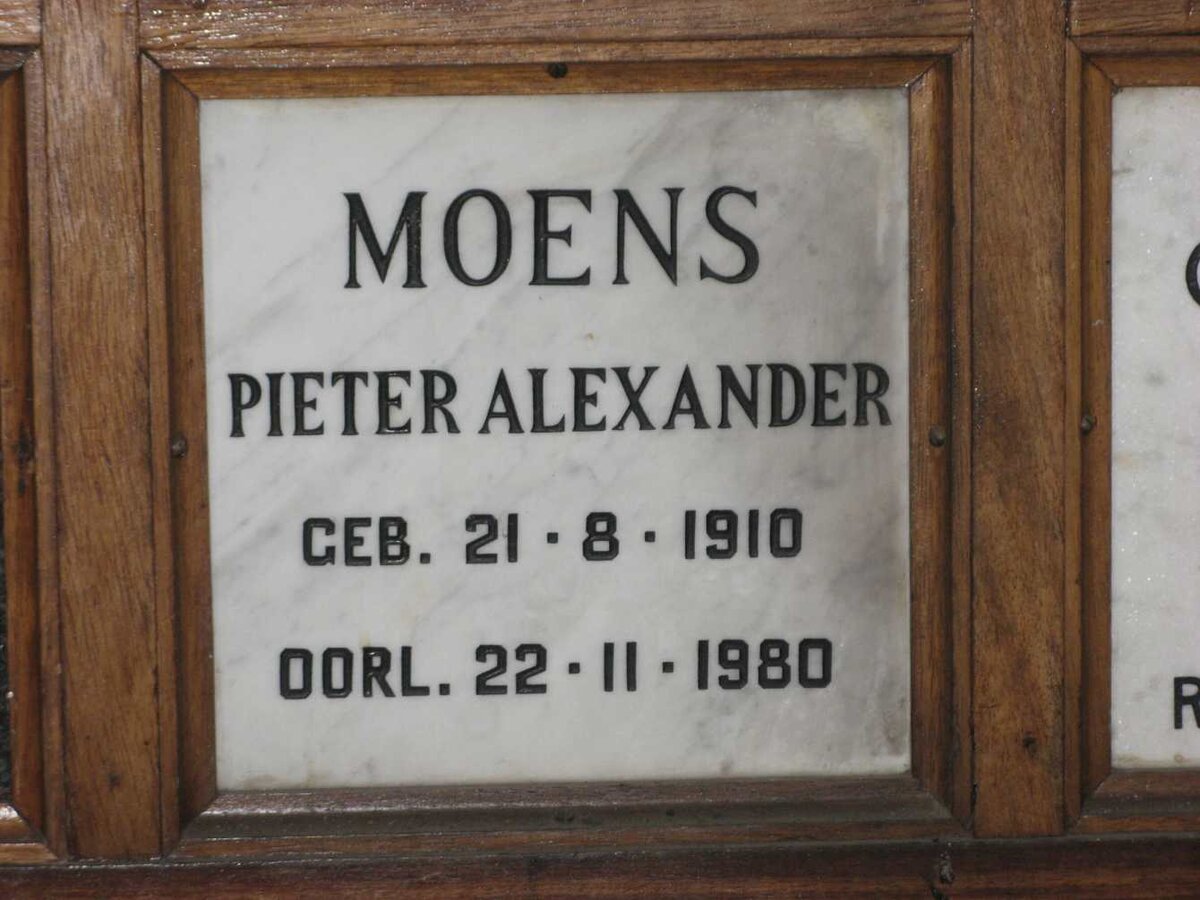 MOENS
PIETER ALEXANDER
GEB. 21·8·1910
OORL. 22·11·1980